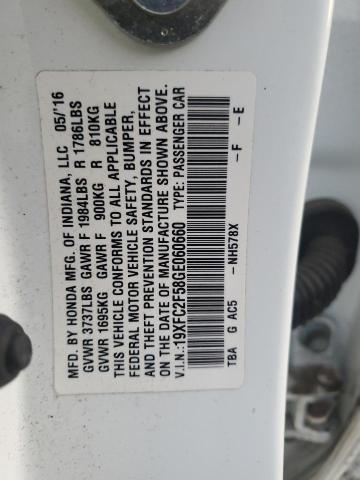 MFD. BY HONDA MFG. OF INDIANA, LLC 05/'16
GVWR 3737LBS GAWR F 1984LBS R 1786LBS
GVWR 1695KG GAWR F 900KG R 810KG
THIS VEHICLE CONFORMS TO ALL APPLICABLE
FEDERAL MOTOR VEHICLE SAFETY, BUMPER,
AND THEFT PREVENTION STANDARDS IN EFFECT
ON THE DATE OF MANUFACTURE SHOWN ABOVE.
V.I.N.:19XFC2F58GE060660 TYPE: PASSENGER CAR
TBA G AC5 -NH578X -F -E